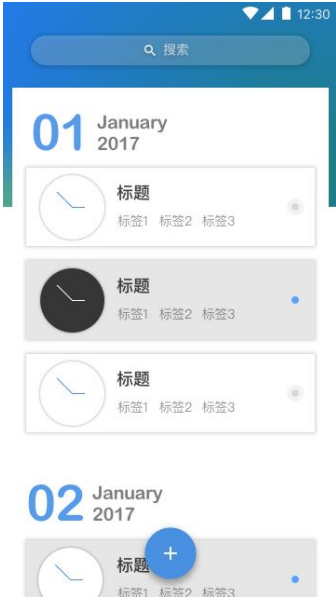 12:30
搜索
01 January
2017
标题
标签1 标签2 标签3
标题
标签1 标签2 标签3
标题
标签1 标签2 标签3
02 January
2017
标题
+
标签1 标签2 标签3